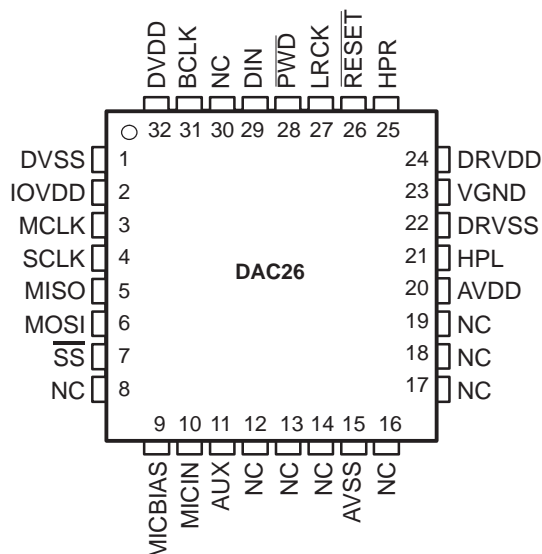 DVDD BCLK NC DIN P̅W̅D̅ LRCK R̅E̅S̅E̅T̅ HPR
32 31 30 29 28 27 26 25
DVSS 1 24 DRVDD
IOVDD 2 23 VGND
MCLK 3 22 DRVSS
SCLK 4 21 HPL
DAC26
MISO 5 20 AVDD
MOSI 6 19 NC
S̅S̅ 7 18 NC
NC 8 17 NC
9 10 11 12 13 14 15 16
MICBIAS MICIN AUX NC NC NC AVSS NC